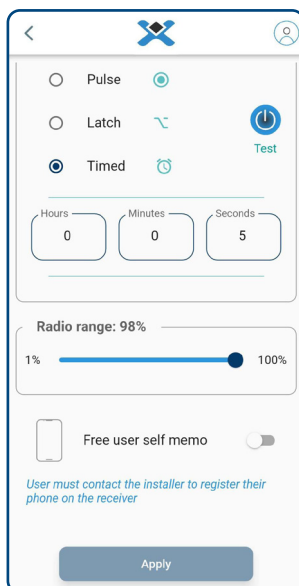 Pulse
Latch
Timed
Test
Hours Minutes Seconds
0 0 5
Radio range: 98%
1% 100%
Free user self memo
User must contact the installer to register their
phone on the receiver
Apply